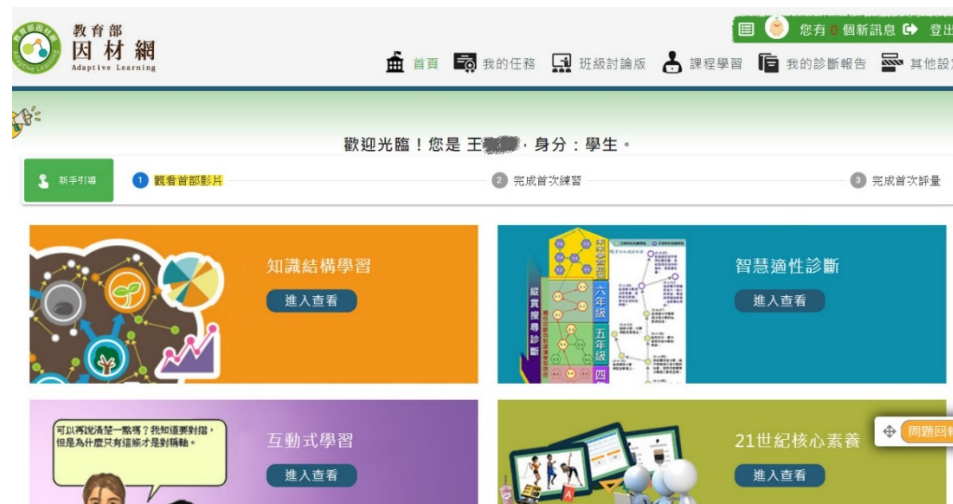 教育部
因材網
Adaptive Learning
您有 0 個新訊息 登出
首頁 我的任務 班級討論版 課程學習 我的診斷報告 其他設
歡迎光臨！您是 王 ，身分：學生。
新手引導 1 觀看首部影片 2 完成首次練習 3 完成首次評量
知識結構學習
進入查看
縱貫搜尋診斷
六年級
五年級
四
智慧適性診斷
進入查看
可以再說清楚一點嗎？我知道要對摺，
但是為什麼只有這條才是對稱軸。
互動式學習
進入查看
21世紀核心素養
進入查看
問題回報